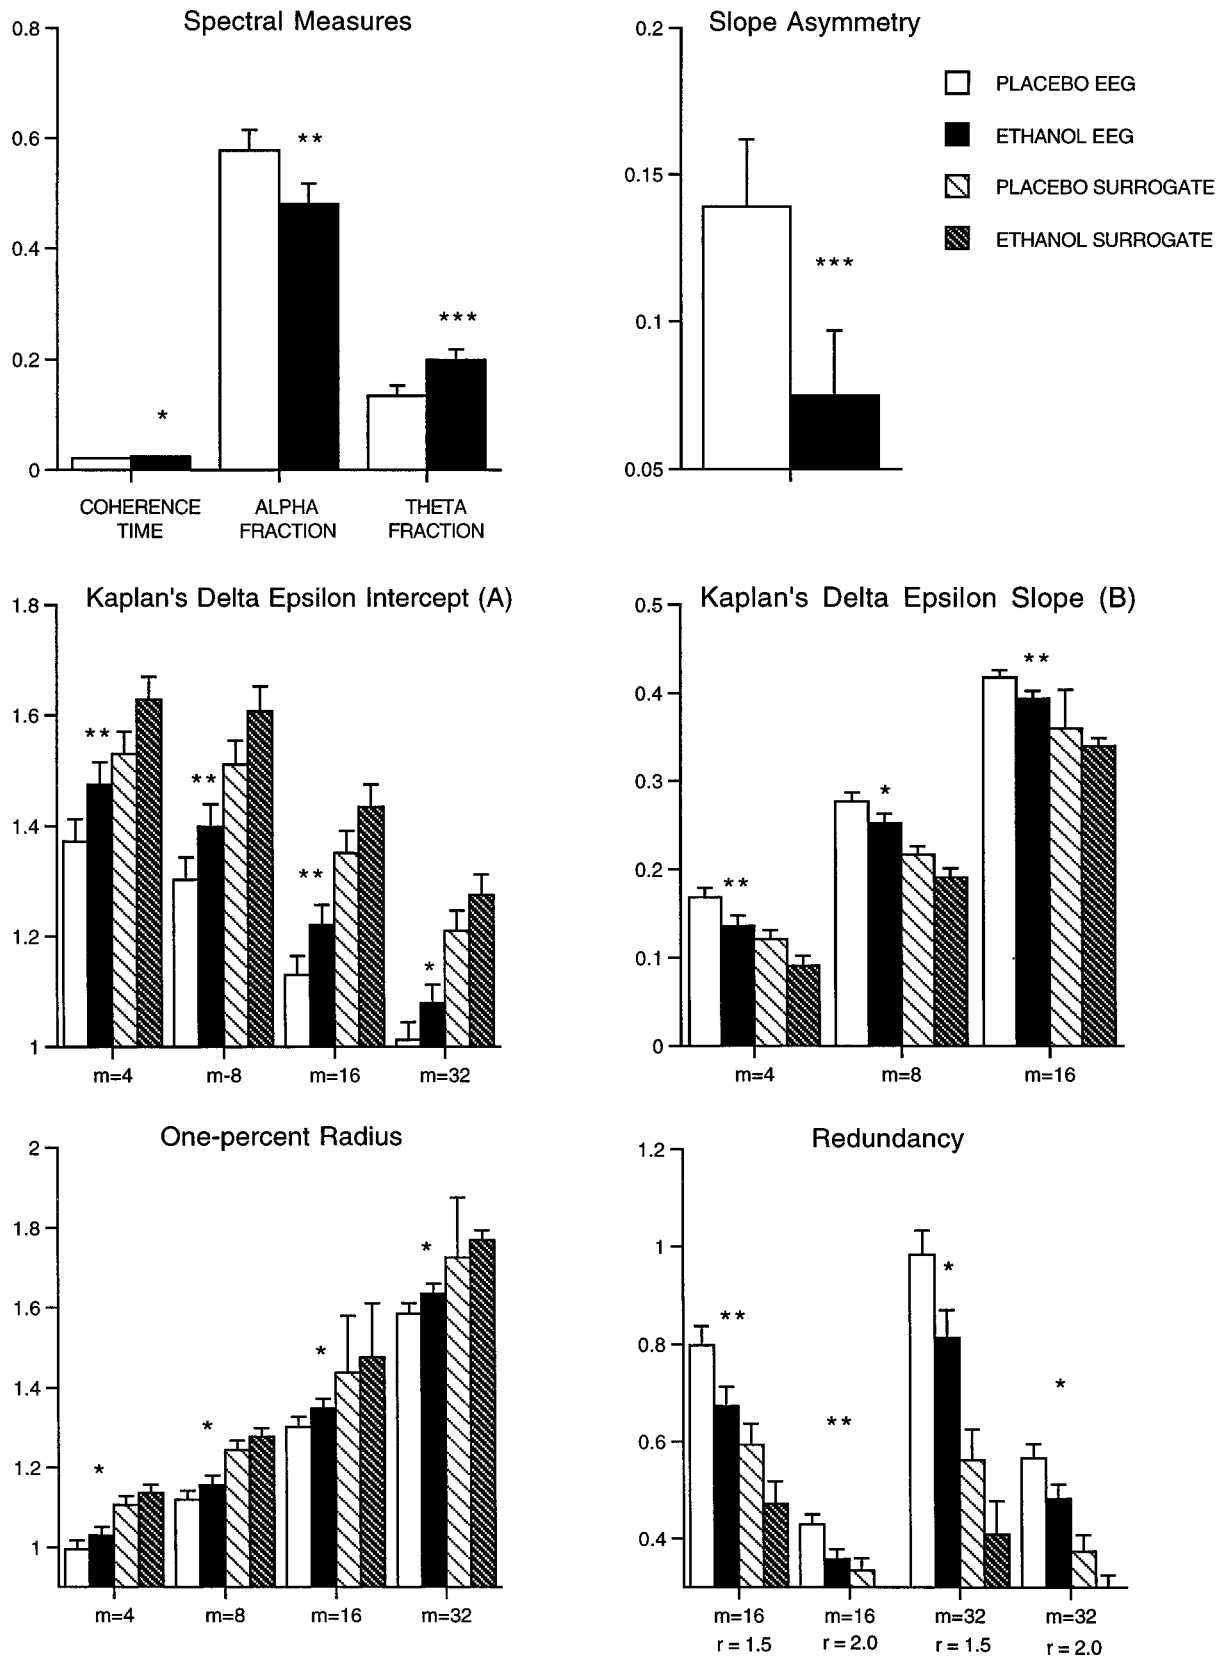 Spectral Measures
0.8
0.6
0.4
0.2
0
**
***
*
COHERENCE TIME
ALPHA FRACTION
THETA FRACTION
Slope Asymmetry
0.2
0.15
0.1
0.05
***
PLACEBO EEG
ETHANOL EEG
PLACEBO SURROGATE
ETHANOL SURROGATE
Kaplan's Delta Epsilon Intercept (A)
1.8
1.6
1.4
1.2
1
**
**
**
*
m=4 m-8 m=16 m=32
Kaplan's Delta Epsilon Slope (B)
0.5
0.4
0.3
0.2
0.1
0
**
*
**
m=4 m=8 m=16
One-percent Radius
2
1.8
1.6
1.4
1.2
1
*
*
*
*
m=4 m=8 m=16 m=32
Redundancy
1.2
1
0.8
0.6
0.4
**
**
*
*
m=16 m=16 m=32 m=32
r = 1.5 r = 2.0 r = 1.5 r = 2.0